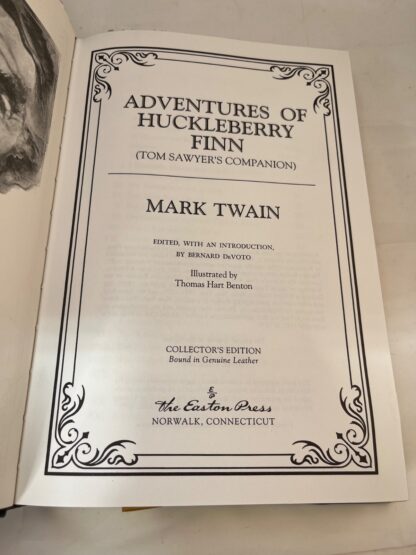 ADVENTURES OF
HUCKLEBERRY
FINN
(TOM SAWYER'S COMPANION)
MARK TWAIN
EDITED, WITH AN INTRODUCTION,
BY BERNARD DeVOTO
Illustrated by
Thomas Hart Benton
COLLECTOR'S EDITION
Bound in Genuine Leather
The Easton Press
NORWALK, CONNECTICUT